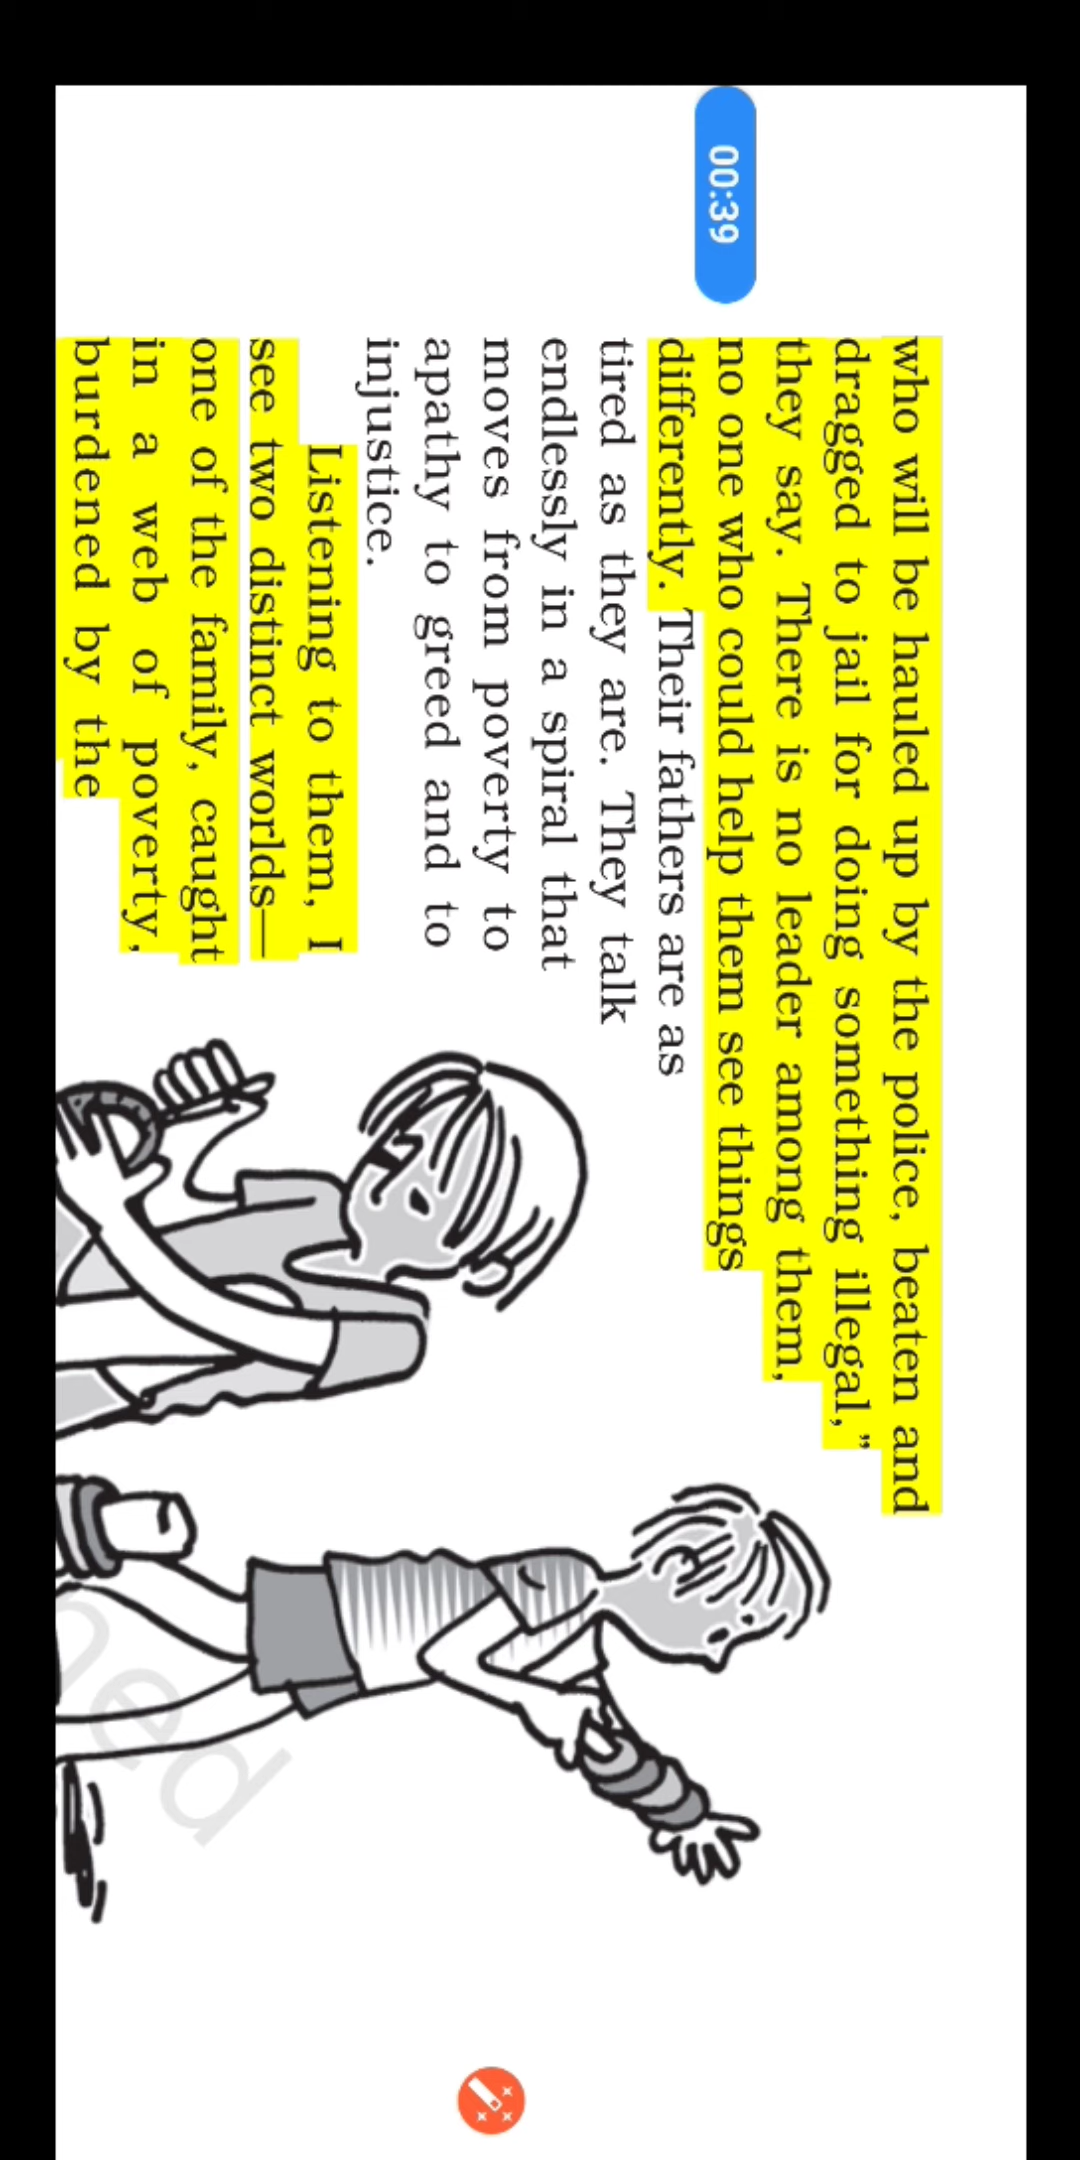 00:39
who will be hauled up by the police, beaten and
dragged to jail for doing something illegal,”
they say. There is no leader among them,
no one who could help them see things
differently. Their fathers are as
tired as they are. They talk
endlessly in a spiral that
moves from poverty to
apathy to greed and to
injustice.
Listening to them, I
see two distinct worlds—
one of the family, caught
in a web of poverty,
burdened by the